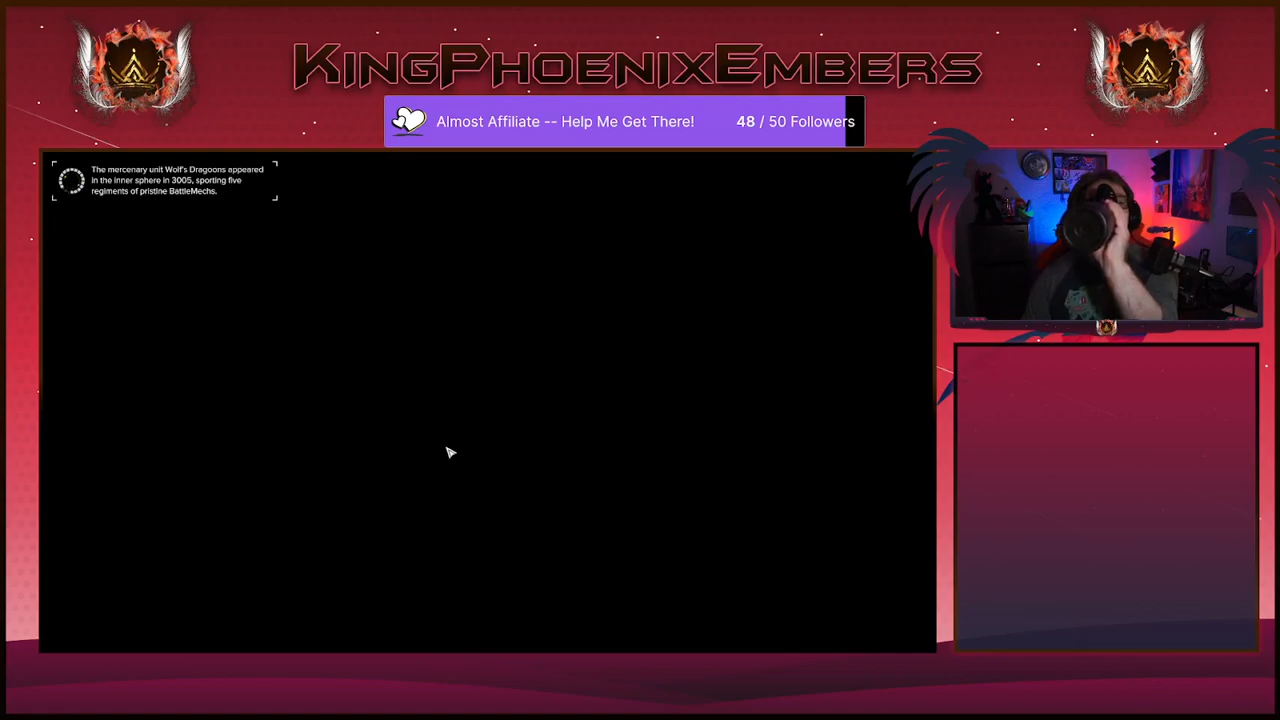 KINGPHOENIXEMBERS
Almost Affiliate -- Help Me Get There! 48 / 50 Followers
The mercenary unit Wolf's Dragoons appeared
in the inner sphere in 3005, sporting five
regiments of pristine BattleMechs.